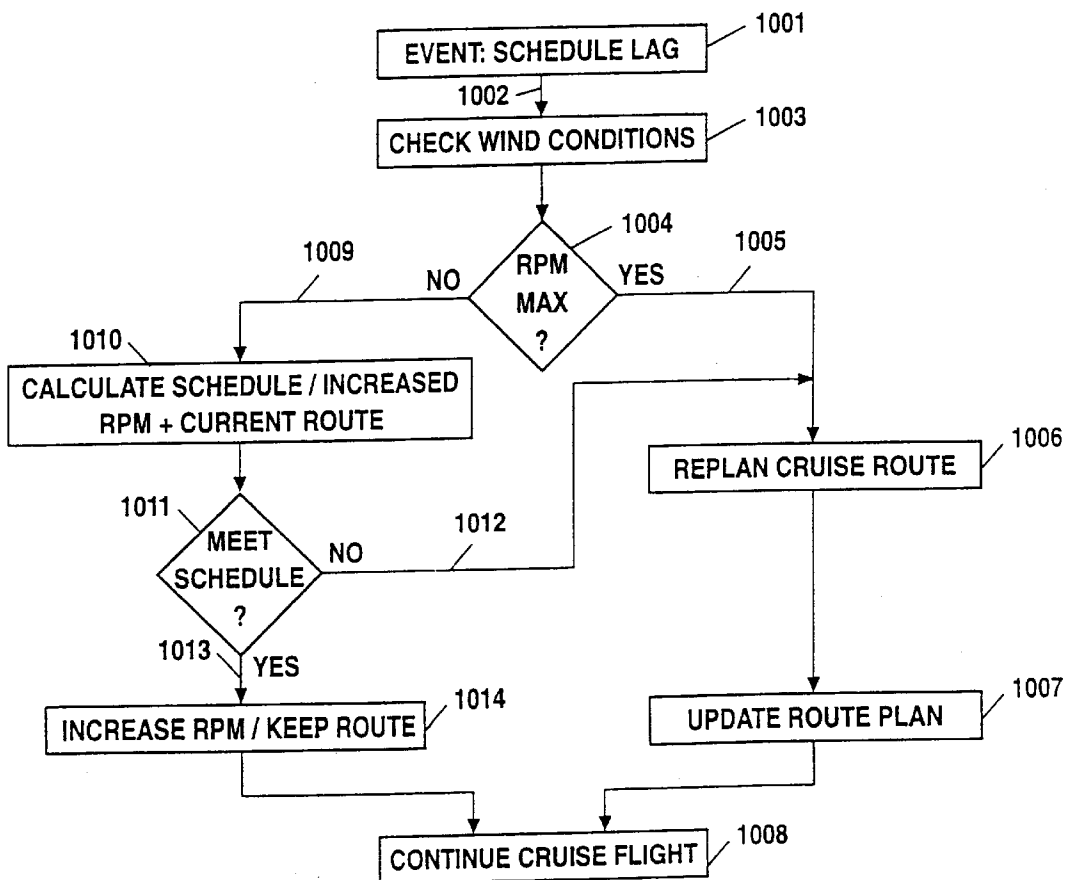 1001
EVENT: SCHEDULE LAG
1002
1003
CHECK WIND CONDITIONS
1004
1005
1009
NO
RPM
MAX
?
YES
1010
CALCULATE SCHEDULE / INCREASED
RPM + CURRENT ROUTE
1006
REPLAN CRUISE ROUTE
1011
MEET
SCHEDULE
?
NO
1012
1013
YES
1014
INCREASE RPM / KEEP ROUTE
1007
UPDATE ROUTE PLAN
1008
CONTINUE CRUISE FLIGHT